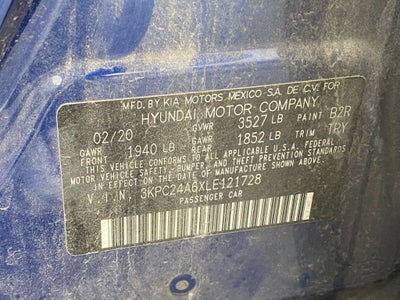 MFD. BY KIA MOTORS MEXICO S.A. DE C.V. FOR
HYUNDAI MOTOR COMPANY
02/20 GVWR 3527 LB PAINT B2R
GAWR FRONT 1940 LB GAWR REAR 1852 LB TRIM TRY
THIS VEHICLE CONFORMS TO ALL APPLICABLE U.S.A. FEDERAL
MOTOR VEHICLE SAFETY - BUMPER, AND THEFT PREVENTION
STANDARDS IN EFFECT ON THE DATE OF MANUFACTURE SHOWN ABOVE.
V.I.N. 3KPC24A6XLE121728
PASSENGER CAR